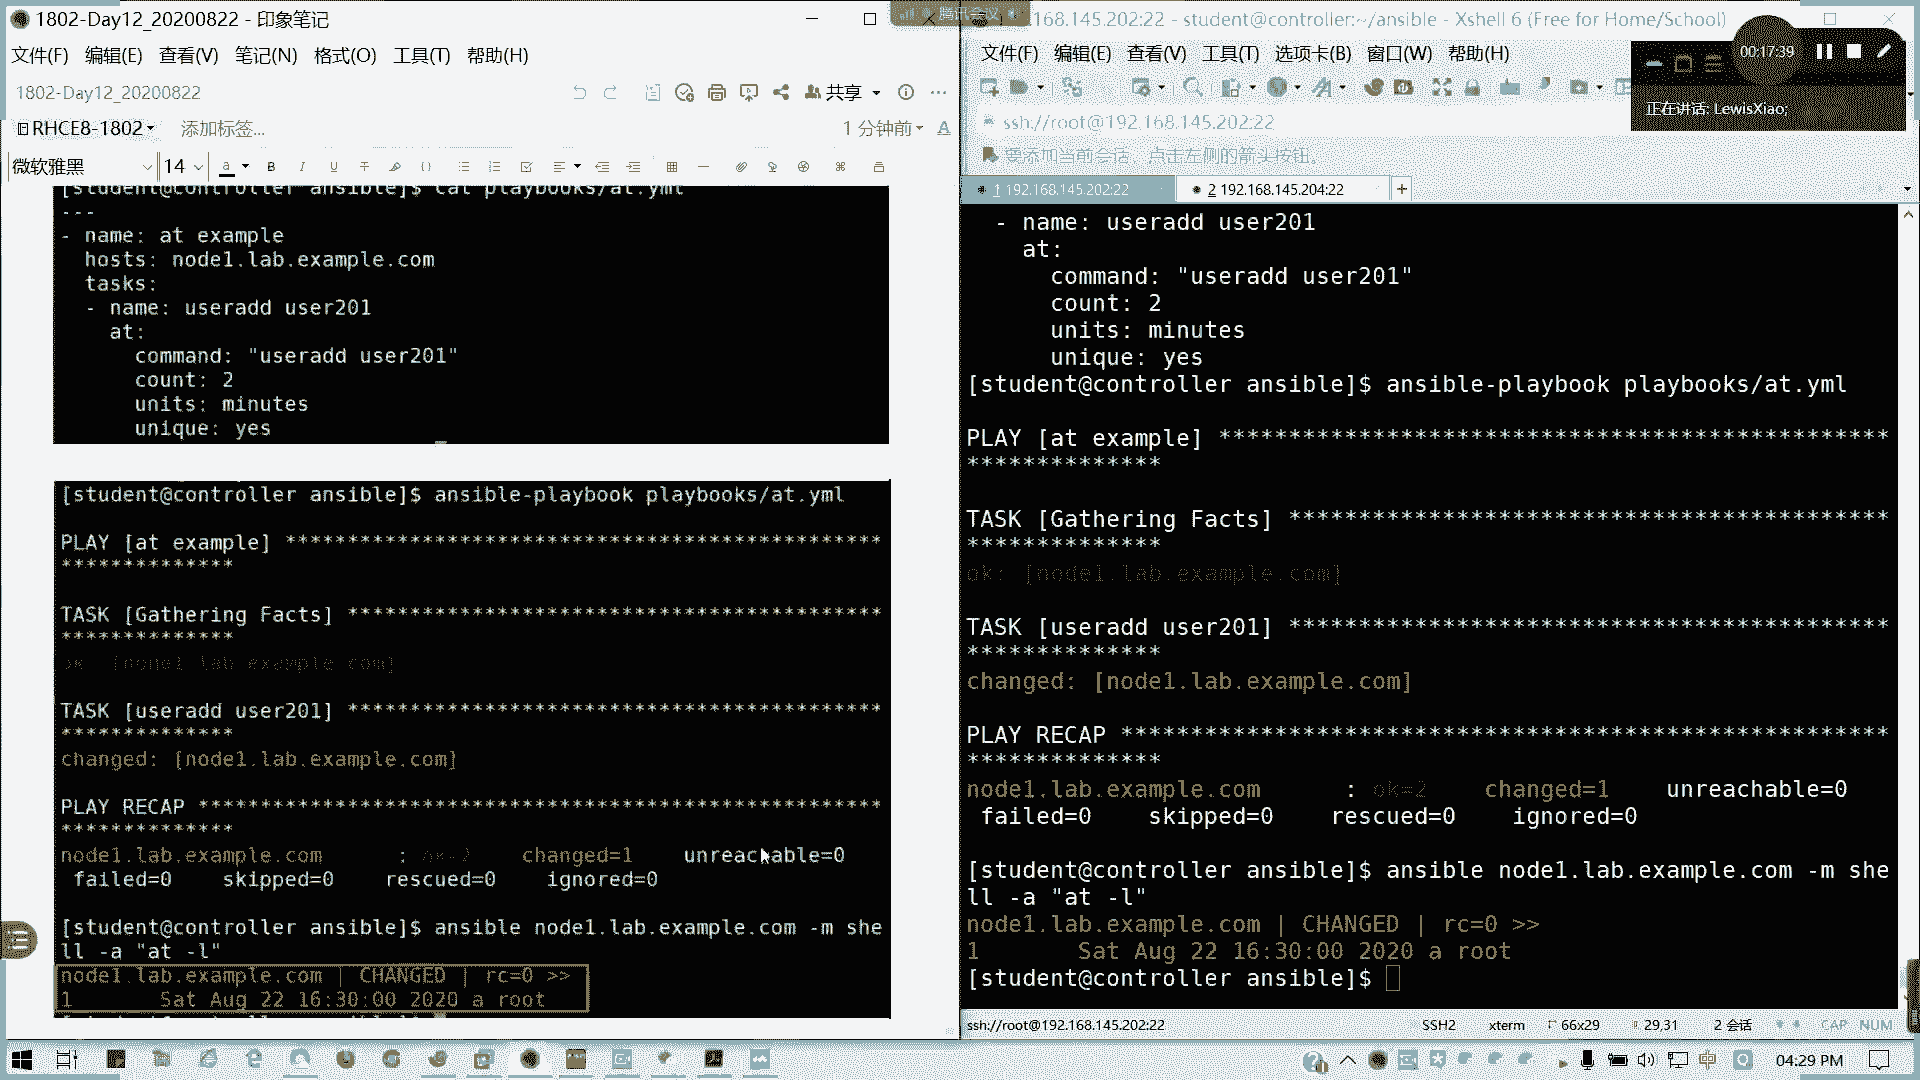 1802-Day12_20200822 - 印象笔记
文件(F) 编辑(E) 查看(V) 笔记(N) 格式(O) 工具(T) 帮助(H)
1802-Day12_20200822
共享
RHCE8-1802
添加标签...
1 分钟前
微软雅黑 14
[student@controller ansible]$ cat playbooks/at.yml
---
- name: at example
hosts: node1.lab.example.com
tasks:
- name: useradd user201
at:
command: "useradd user201"
count: 2
units: minutes
unique: yes
[student@controller ansible]$ ansible-playbook playbooks/at.yml
PLAY [at example] ************************************************
**************
TASK [Gathering Facts] *******************************************
**************
ok: [node1.lab.example.com]
TASK [useradd user201] *******************************************
**************
changed: [node1.lab.example.com]
PLAY RECAP *******************************************************
**************
node1.lab.example.com : ok=2 changed=1 unreachable=0
failed=0 skipped=0 rescued=0 ignored=0
[student@controller ansible]$ ansible node1.lab.example.com -m she
ll -a "at -l"
node1.lab.example.com | CHANGED | rc=0 >>
1 Sat Aug 22 16:30:00 2020 a root
腾讯会议
168.145.202:22 - student@controller:~/ansible - Xshell 6 (Free for Home/School)
文件(F) 编辑(E) 查看(V) 工具(T) 选项卡(B) 窗口(W) 帮助(H)
00:17:39
正在讲话: LewisXiao;
ssh://root@192.168.145.202:22
要添加当前会话，点击左侧的箭头按钮。
1 192.168.145.202:22
2 192.168.145.204:22
- name: useradd user201
at:
command: "useradd user201"
count: 2
units: minutes
unique: yes
[student@controller ansible]$ ansible-playbook playbooks/at.yml
PLAY [at example] ************************************************
**************
TASK [Gathering Facts] *******************************************
**************
ok: [node1.lab.example.com]
TASK [useradd user201] *******************************************
**************
changed: [node1.lab.example.com]
PLAY RECAP *******************************************************
**************
node1.lab.example.com : ok=2 changed=1 unreachable=0
failed=0 skipped=0 rescued=0 ignored=0
[student@controller ansible]$ ansible node1.lab.example.com -m she
ll -a "at -l"
node1.lab.example.com | CHANGED | rc=0 >>
1 Sat Aug 22 16:30:00 2020 a root
[student@controller ansible]$
ssh://root@192.168.145.202:22 SSH2 xterm 66x29 29,31 2 会话 CAP NUM
中 04:29 PM